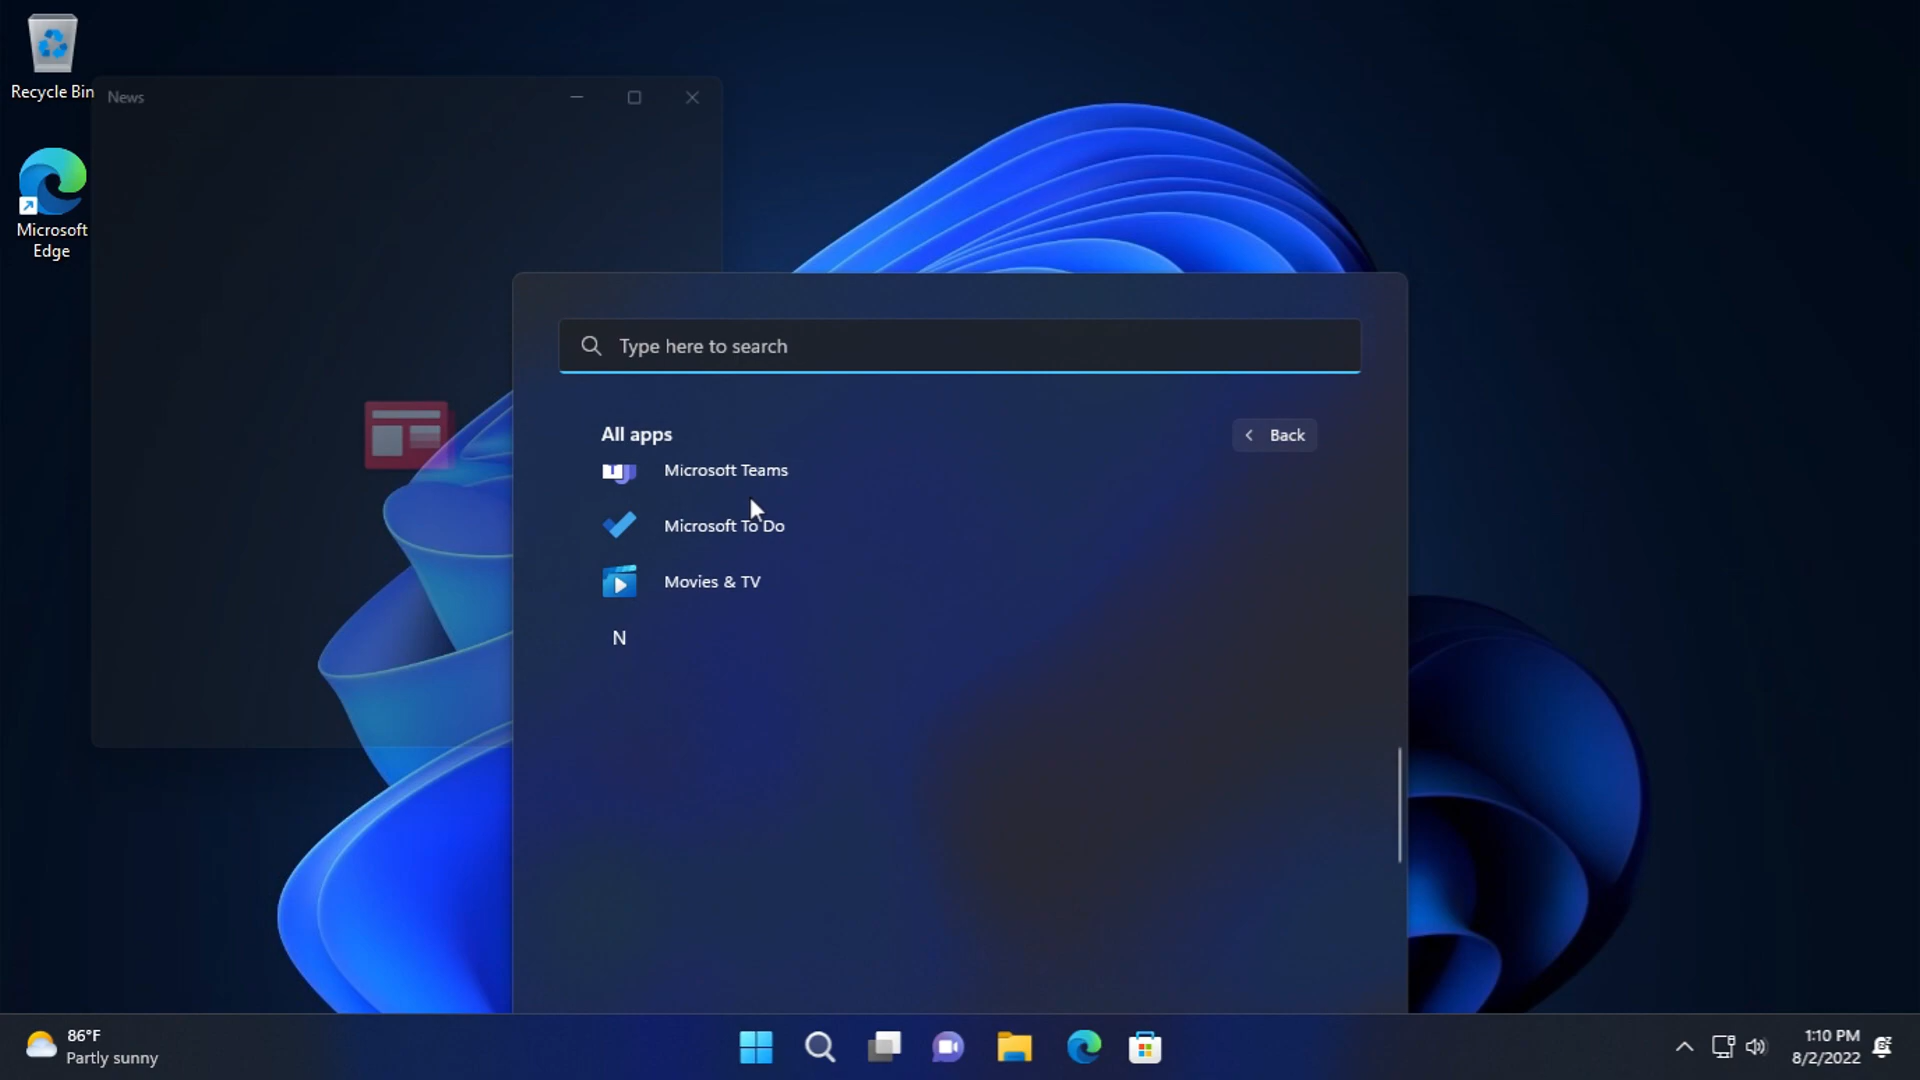 Recycle Bin
News
Microsoft
Edge
Type here to search
All apps
Back
Microsoft Teams
Microsoft To Do
Movies & TV
N
86°F
Partly sunny
1:10 PM
8/2/2022